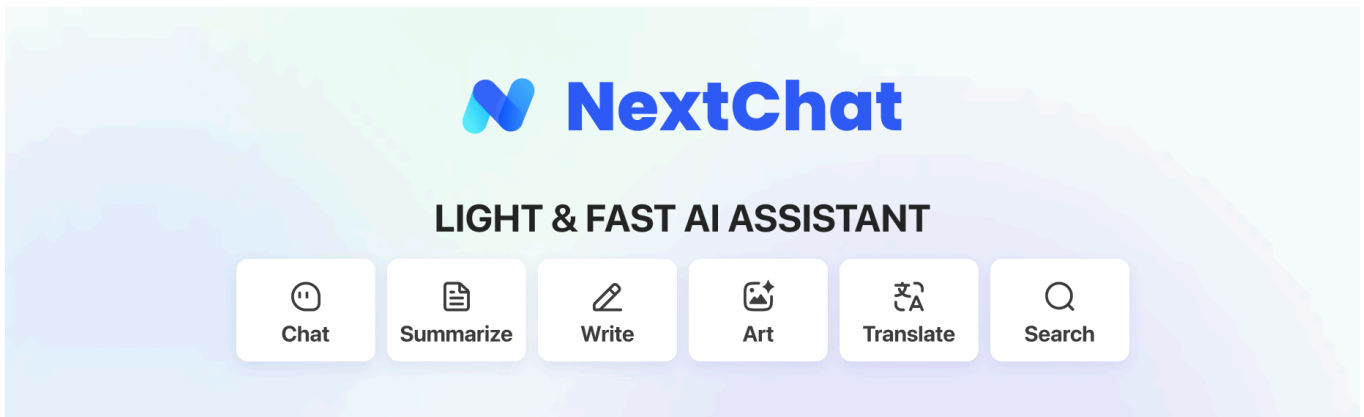 NextChat
LIGHT & FAST AI ASSISTANT
Chat
Summarize
Write
Art
Translate
Search